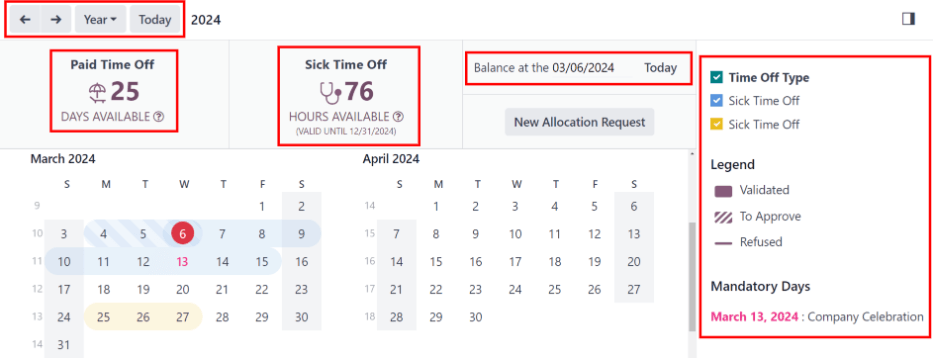 Year Today 2024
Paid Time Off
25
DAYS AVAILABLE
Sick Time Off
76
HOURS AVAILABLE
(VALID UNTIL 12/31/2024)
Balance at the 03/06/2024 Today
New Allocation Request
March 2024
S M T W T F S
9 1 2
10 3 4 5 6 7 8 9
11 10 11 12 13 14 15 16
12 17 18 19 20 21 22 23
13 24 25 26 27 28 29 30
14 31
April 2024
S M T W T F S
14 1 2 3 4 5 6
15 7 8 9 10 11 12 13
16 14 15 16 17 18 19 20
17 21 22 23 24 25 26 27
18 28 29 30
Time Off Type
Sick Time Off
Sick Time Off
Legend
Validated
To Approve
Refused
Mandatory Days
March 13, 2024 : Company Celebration